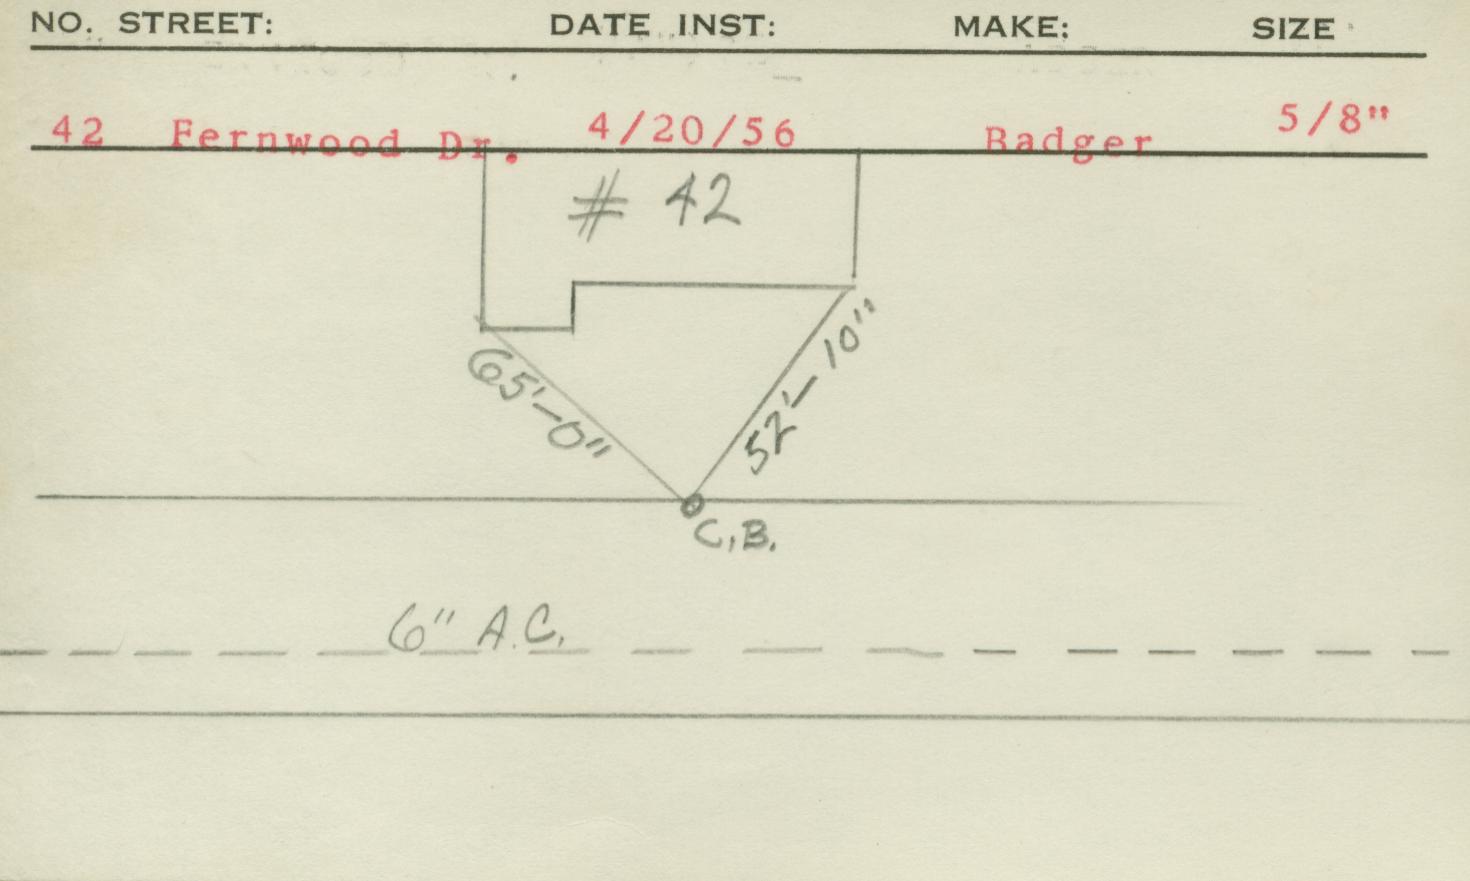 NO. STREET: DATE INST: MAKE: SIZE
42 Fernwood Dr. 4/20/56 Badger 5/8"
# 42
65'-0" 52'-10"
C.B.
6" A.C.